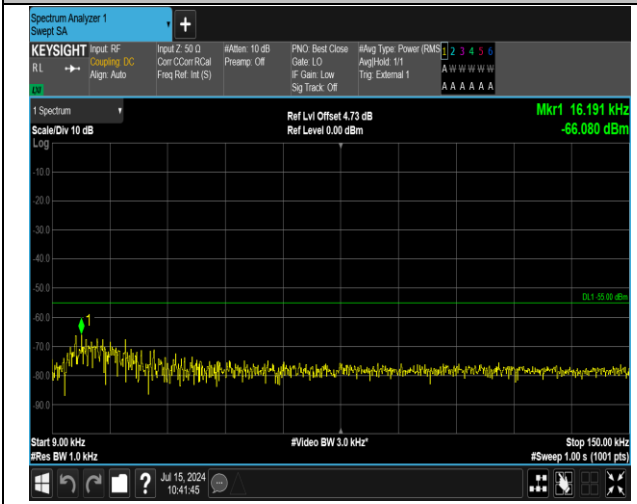 Spectrum Analyzer 1
Swept SA
KEYSIGHT
RL
Input: RF
Coupling: DC
Align: Auto
Input Z: 50 Ω
Corr CCorr RCal
Freq Ref: Int (S)
#Atten: 10 dB
Preamp: Off
PNO: Best Close
Gate: LO
IF Gain: Low
Sig Track: Off
#Avg Type: Power (RMS
Avg|Hold: 1/1
Trig: External 1
1 2 3 4 5 6
A W W W W W
A A A A A A
1 Spectrum
Scale/Div 10 dB
Log
Ref Lvl Offset 4.73 dB
Ref Level 0.00 dBm
Mkr1 16.191 kHz
-66.080 dBm
-10.0
-20.0
-30.0
-40.0
-50.0
DL1 -55.00 dBm
-60.0
1
-70.0
-80.0
-90.0
Start 9.00 kHz
#Video BW 3.0 kHz*
Stop 150.00 kHz
#Res BW 1.0 kHz
#Sweep 1.00 s (1001 pts)
?
Jul 15, 2024
10:41:45